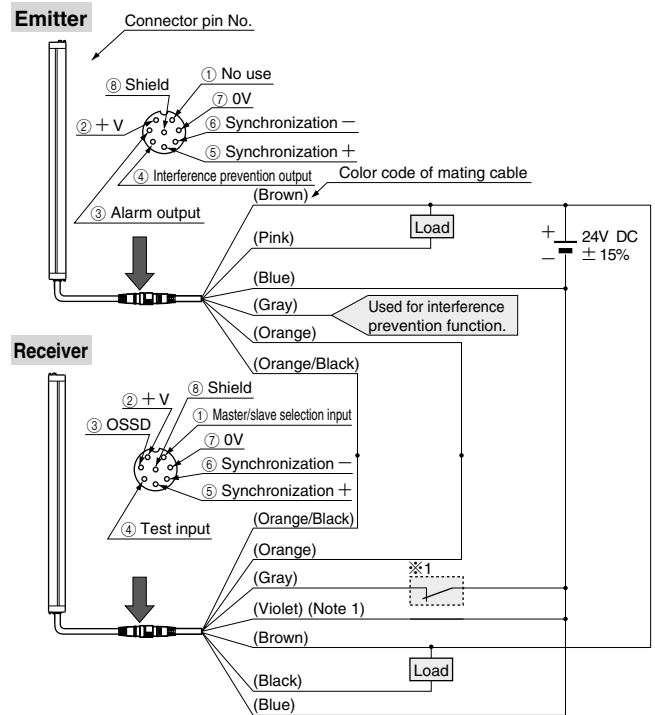 Emitter
Connector pin No.
① No use
⑧ Shield
⑦ 0V
② + V
⑥ Synchronization −
⑤ Synchronization +
④ Interference prevention output
Color code of mating cable
③ Alarm output
(Brown)
Load
+
−
24V DC
± 15%
(Pink)
(Blue)
(Gray)
Used for interference
prevention function.
(Orange)
(Orange/Black)
Receiver
⑧ Shield
② + V
① Master/slave selection input
③ OSSD
⑦ 0V
⑥ Synchronization −
⑤ Synchronization +
④ Test input
(Orange/Black)
(Orange)
※1
(Gray)
(Violet) (Note 1)
(Brown)
Load
(Black)
(Blue)